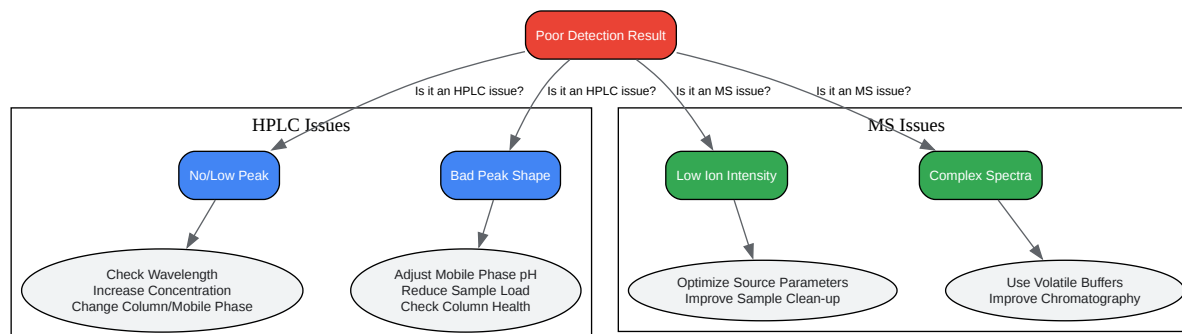 Poor Detection Result
Is it an HPLC issue?
Is it an HPLC issue?
Is it an MS issue?
Is it an MS issue?
HPLC Issues
MS Issues
No/Low Peak
Bad Peak Shape
Low Ion Intensity
Complex Spectra
Check Wavelength
Increase Concentration
Change Column/Mobile Phase
Adjust Mobile Phase pH
Reduce Sample Load
Check Column Health
Optimize Source Parameters
Improve Sample Clean-up
Use Volatile Buffers
Improve Chromatography